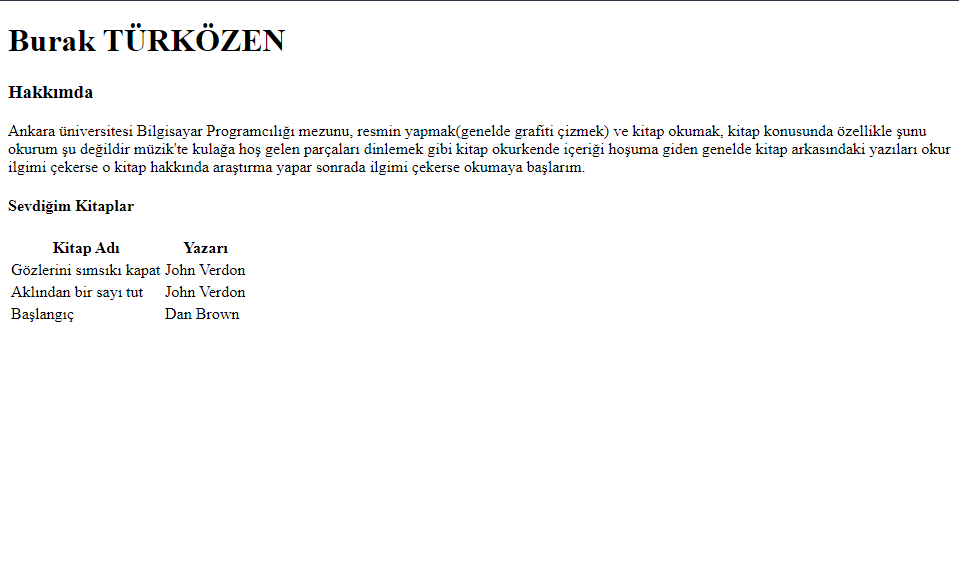 Burak TÜRKÖZEN
Hakkımda
Ankara üniversitesi Bilgisayar Programcılığı mezunu, resmin yapmak(genelde grafiti çizmek) ve kitap okumak, kitap konusunda özellikle şunu
okurum şu değildir müzik'te kulağa hoş gelen parçaları dinlemek gibi kitap okurkende içeriği hoşuma giden genelde kitap arkasındaki yazıları okur
ilgimi çekerse o kitap hakkında araştırma yapar sonrada ilgimi çekerse okumaya başlarım.
Sevdiğim Kitaplar
Kitap Adı Yazarı
Gözlerini sımsıkı kapat John Verdon
Aklından bir sayı tut John Verdon
Başlangıç Dan Brown